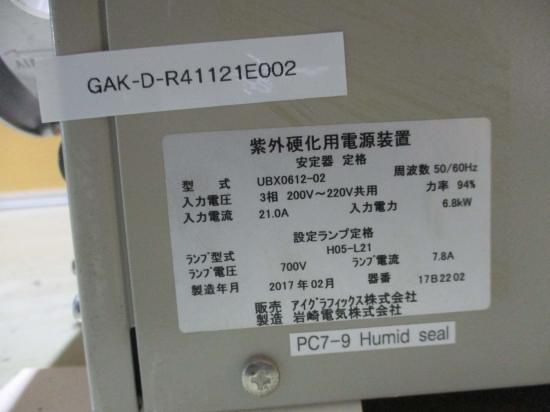 GAK-D-R41121E002
紫外硬化用電源装置
安定器 定格
型 式 UBX0612-02 周波数 50/60Hz
入力電圧 3相 200V～220V共用 力率 94%
入力電流 21.0A 入力電力 6.8kW
設定ランプ定格
ランプ型式 H05-L21
ランプ電圧 700V ランプ電流 7.8A
製造年月 2017年02月 器番 17B2202
販売 アイグラフィックス株式会社
製造 岩崎電気株式会社
PC7-9 Humid seal